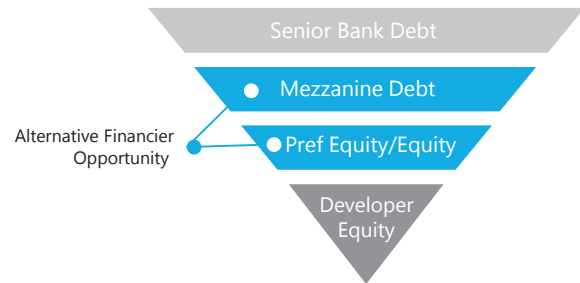 Senior Bank Debt
Mezzanine Debt
Alternative Financier
Opportunity
Pref Equity/Equity
Developer
Equity